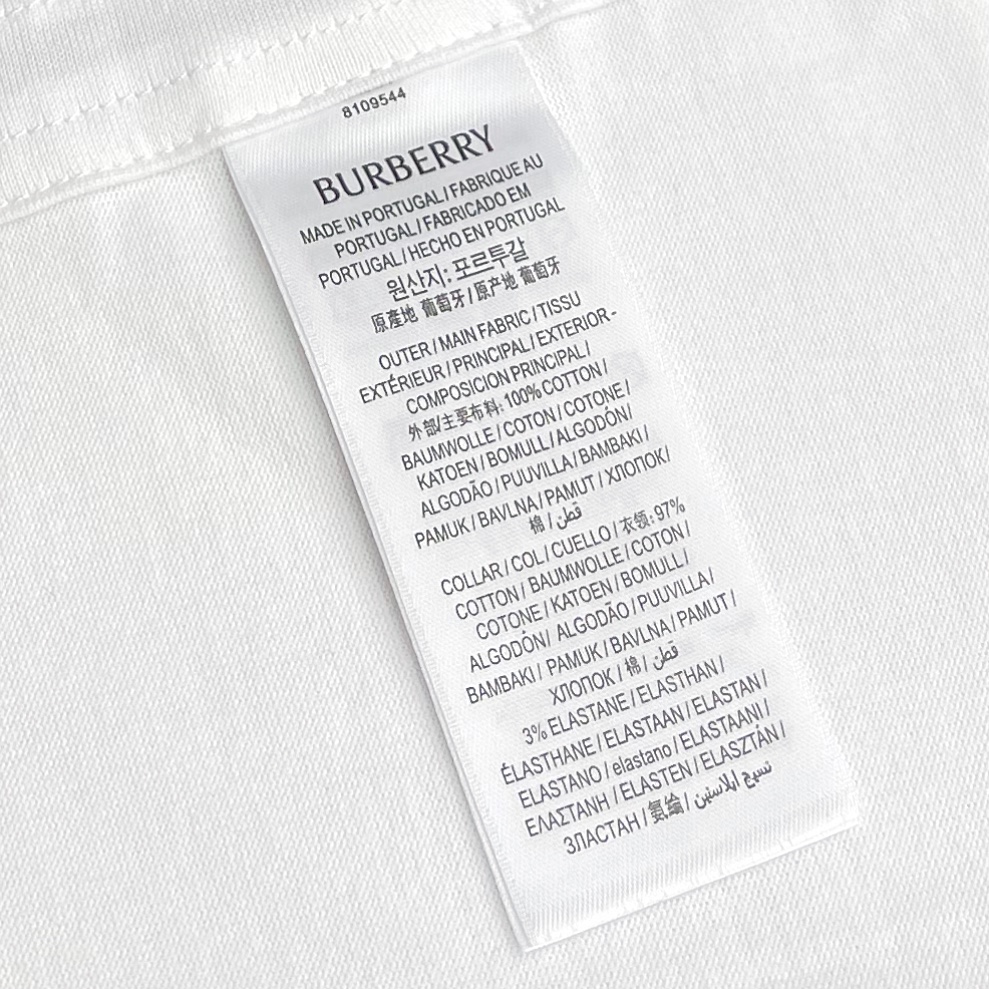 8109544
BURBERRY
MADE IN PORTUGAL / FABRIQUE AU
PORTUGAL / FABRICADO EM
PORTUGAL / HECHO EN PORTUGAL
원산지: 포르투갈
原產地 葡萄牙 / 原产地 葡萄牙
OUTER / MAIN FABRIC / TISSU
EXTÉRIEUR / PRINCIPAL / EXTERIOR -
COMPOSICION PRINCIPAL /
外部/主要布料: 100% COTTON /
BAUMWOLLE / COTON / COTONE /
KATOEN / BOMULL / ALGODÓN/
ALGODÃO / PUUVILLA / BAMBAKI /
PAMUK / BAVLNA / PAMUT / ХЛОПОК/
棉 / قطن
COLLAR / COL / CUELLO / 衣领: 97%
COTTON / BAUMWOLLE / COTON /
COTONE / KATOEN / BOMULL /
ALGODÓN/ ALGODÃO / PUUVILLA /
BAMBAKI / PAMUK / BAVLNA / PAMUT /
ХЛОПОК / 棉 / قطن
3% ELASTANE / ELASTHAN /
ÉLASTHANE / ELASTAAN / ELASTAN /
ELASTANO / elastano / ELASTAANI /
ΕΛΑΣΤΑΝΗ / ELASTEN / ELASZTÁN /
ЭЛАСТАН / 氨纶 / نسيج ايلاستين